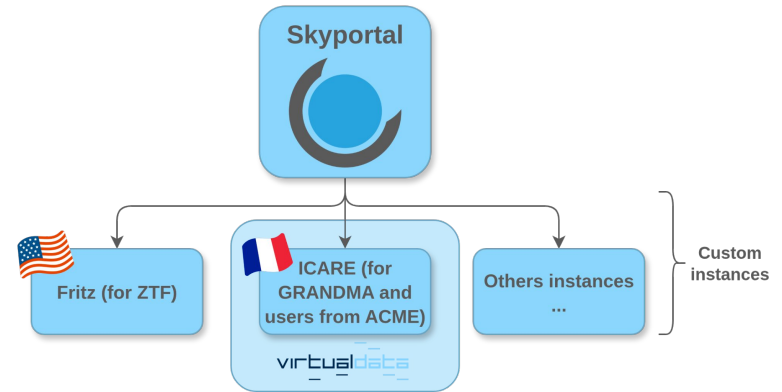 Skyportal
Fritz (for ZTF)
ICARE (for
GRANDMA and
users from ACME)
Others instances
...
Custom
instances
virtualdata